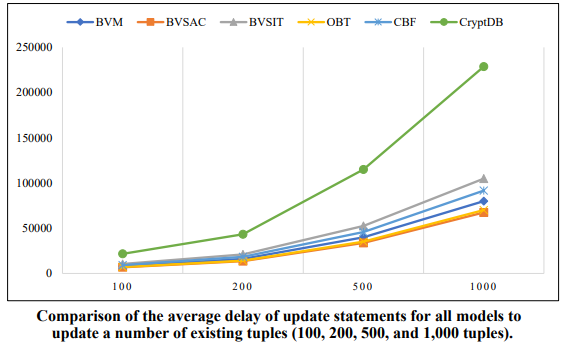 BVM BVSAC BVSIT OBT CBF CryptDB
250000
200000
150000
100000
50000
0
100 200 500 1000
Comparison of the average delay of update statements for all models to
update a number of existing tuples (100, 200, 500, and 1,000 tuples).